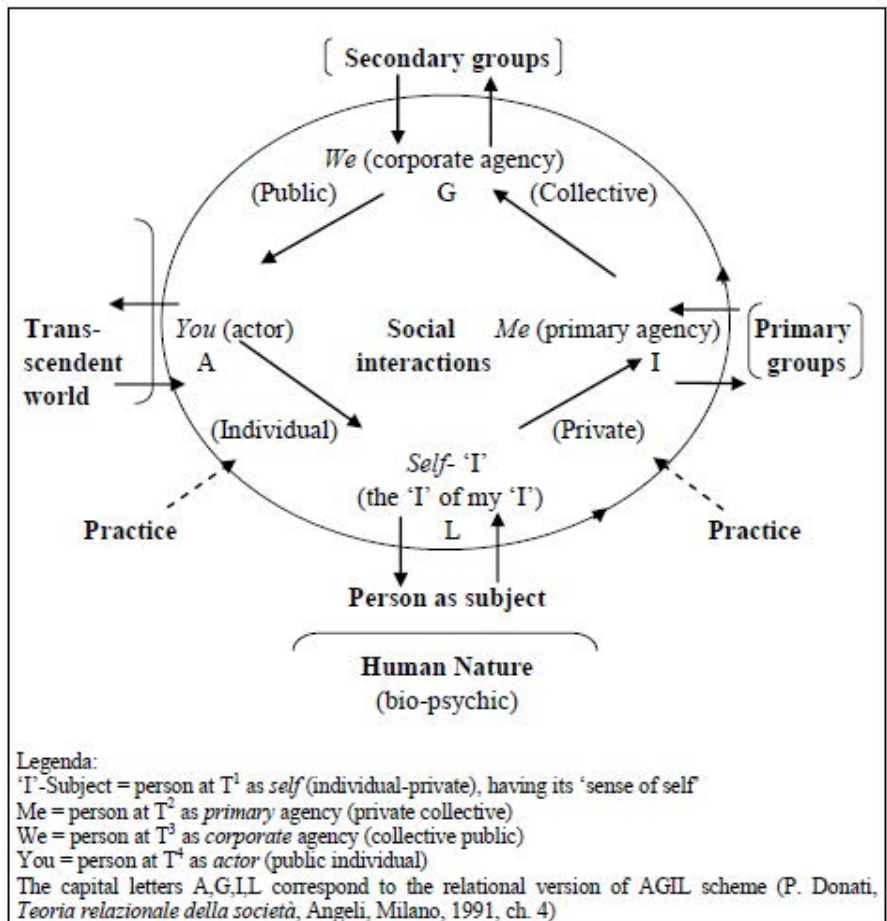 Secondary groups
We (corporate agency)
(Public) G (Collective)
Trans-
scendent
world
You (actor)
A
Social
interactions
Me (primary agency)
I
Primary
groups
(Individual)
(Private)
Self- ‘I’
(the ‘I’ of my ‘I’)
L
Practice
Practice
Person as subject
Human Nature
(bio-psychic)
Legenda:
‘I’-Subject = person at T¹ as self (individual-private), having its ‘sense of self’
Me = person at T² as primary agency (private collective)
We = person at T³ as corporate agency (collective public)
You = person at T⁴ as actor (public individual)
The capital letters A,G,I,L correspond to the relational version of AGIL scheme (P. Donati,
Teoria relazionale della società, Angeli, Milano, 1991, ch. 4)